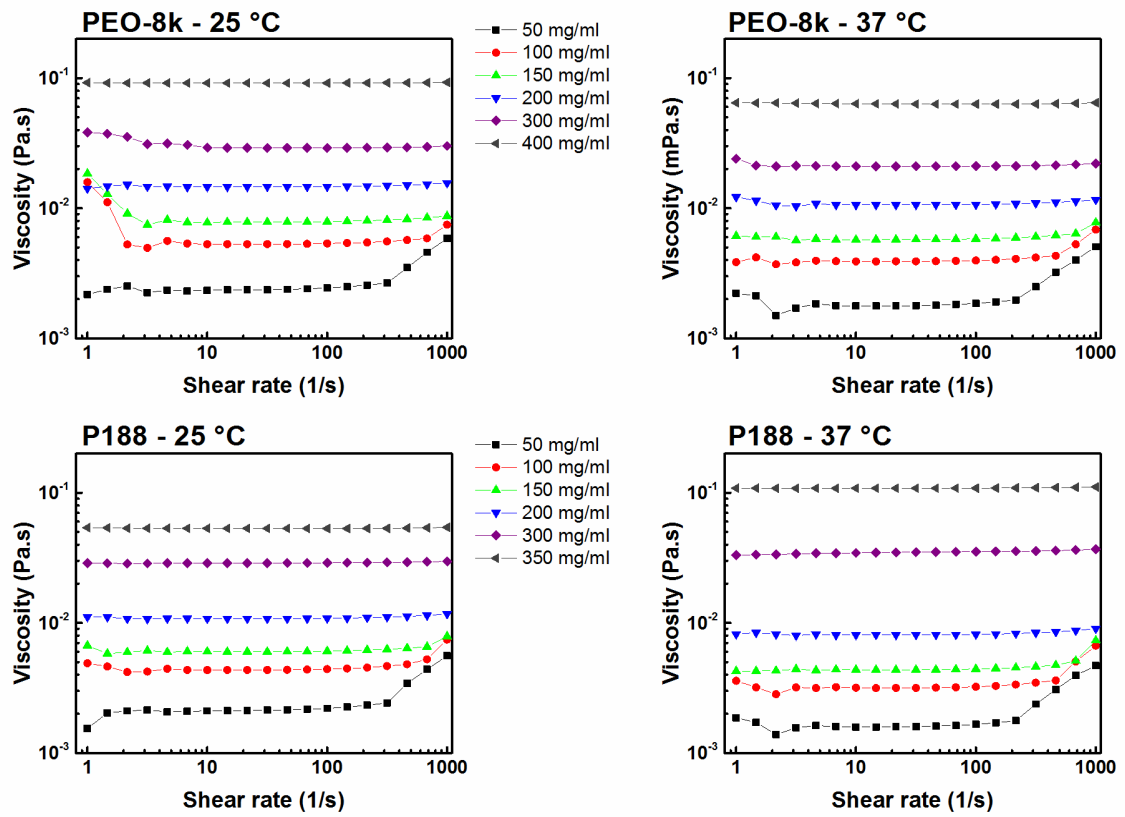 PEO-8k - 25 °C
Viscosity (Pa.s)
10⁻¹
10⁻²
10⁻³
1
10
100
1000
Shear rate (1/s)
50 mg/ml
100 mg/ml
150 mg/ml
200 mg/ml
300 mg/ml
400 mg/ml
PEO-8k - 37 °C
Viscosity (mPa.s)
10⁻¹
10⁻²
10⁻³
1
10
100
1000
Shear rate (1/s)
P188 - 25 °C
Viscosity (Pa.s)
10⁻¹
10⁻²
10⁻³
1
10
100
1000
Shear rate (1/s)
50 mg/ml
100 mg/ml
150 mg/ml
200 mg/ml
300 mg/ml
350 mg/ml
P188 - 37 °C
Viscosity (Pa.s)
10⁻¹
10⁻²
10⁻³
1
10
100
1000
Shear rate (1/s)